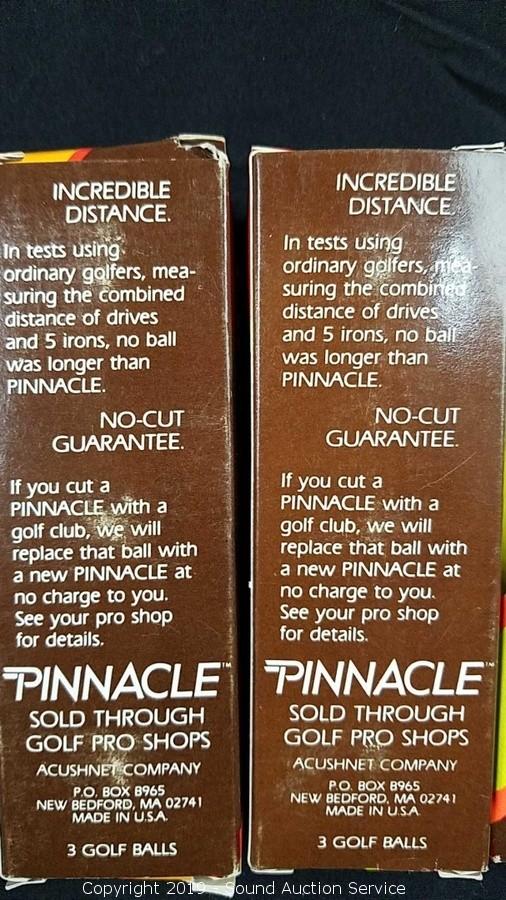 INCREDIBLE
DISTANCE.
In tests using
ordinary golfers, mea-
suring the combined
distance of drives
and 5 irons, no ball
was longer than
PINNACLE.
NO-CUT
GUARANTEE.
If you cut a
PINNACLE with a
golf club, we will
replace that ball with
a new PINNACLE at
no charge to you.
See your pro shop
for details.
PINNACLE™
SOLD THROUGH
GOLF PRO SHOPS
ACUSHNET COMPANY
P.O. BOX B965
NEW BEDFORD, MA 02741
MADE IN U.S.A.
3 GOLF BALLS
INCREDIBLE
DISTANCE.
In tests using
ordinary golfers, mea-
suring the combined
distance of drives
and 5 irons, no ball
was longer than
PINNACLE.
NO-CUT
GUARANTEE.
If you cut a
PINNACLE with a
golf club, we will
replace that ball with
a new PINNACLE at
no charge to you.
See your pro shop
for details.
PINNACLE™
SOLD THROUGH
GOLF PRO SHOPS
ACUSHNET COMPANY
P.O. BOX B965
NEW BEDFORD, MA 02741
MADE IN U.S.A.
3 GOLF BALLS
Copyright 2019 - Sound Auction Service